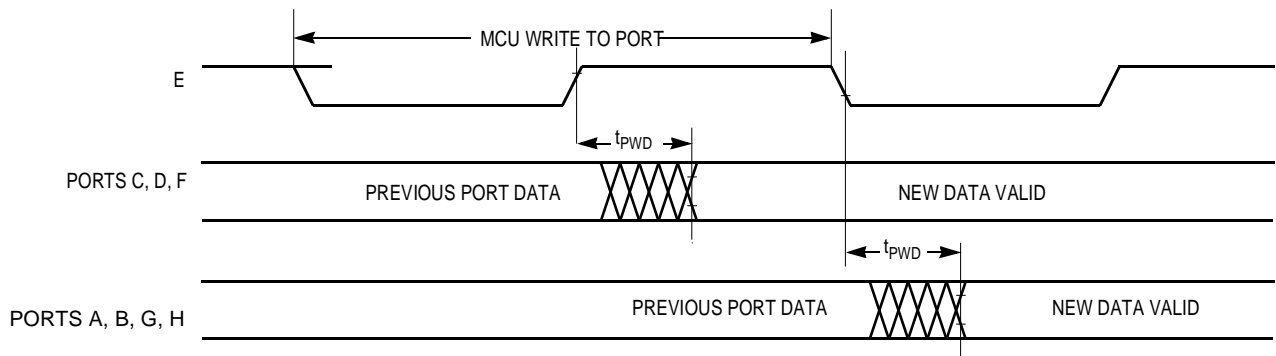 MCU WRITE TO PORT
E
tPWD
PORTS C, D, F
PREVIOUS PORT DATA
NEW DATA VALID
tPWD
PORTS A, B, G, H
PREVIOUS PORT DATA
NEW DATA VALID